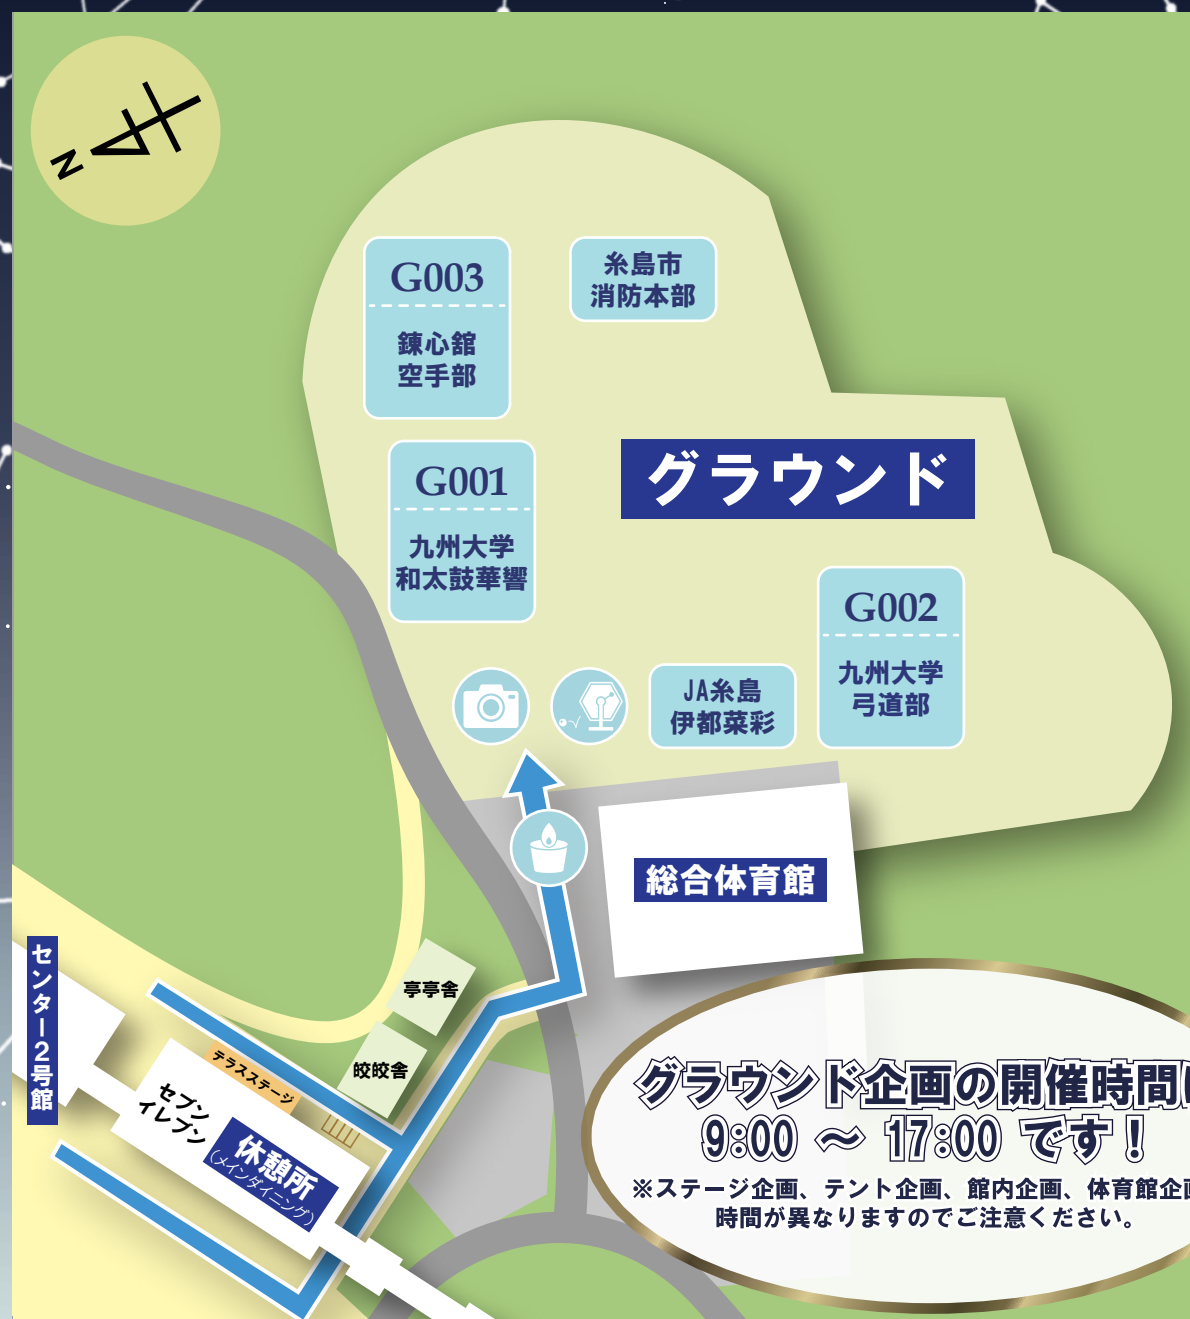 N
G003
錬心舘
空手部
糸島市
消防本部
G001
九州大学
和太鼓華響
グラウンド
G002
九州大学
弓道部
JA糸島
伊都菜彩
総合体育館
センター2号館
亭亭舎
皎皎舎
テラスステージ
セブン
イレブン
休憩所
(メインダイニング)
グラウンド企画の開催時間は
9:00 ～ 17:00 です！
※ステージ企画、テント企画、館内企画、体育館企画
時間が異なりますのでご注意ください。